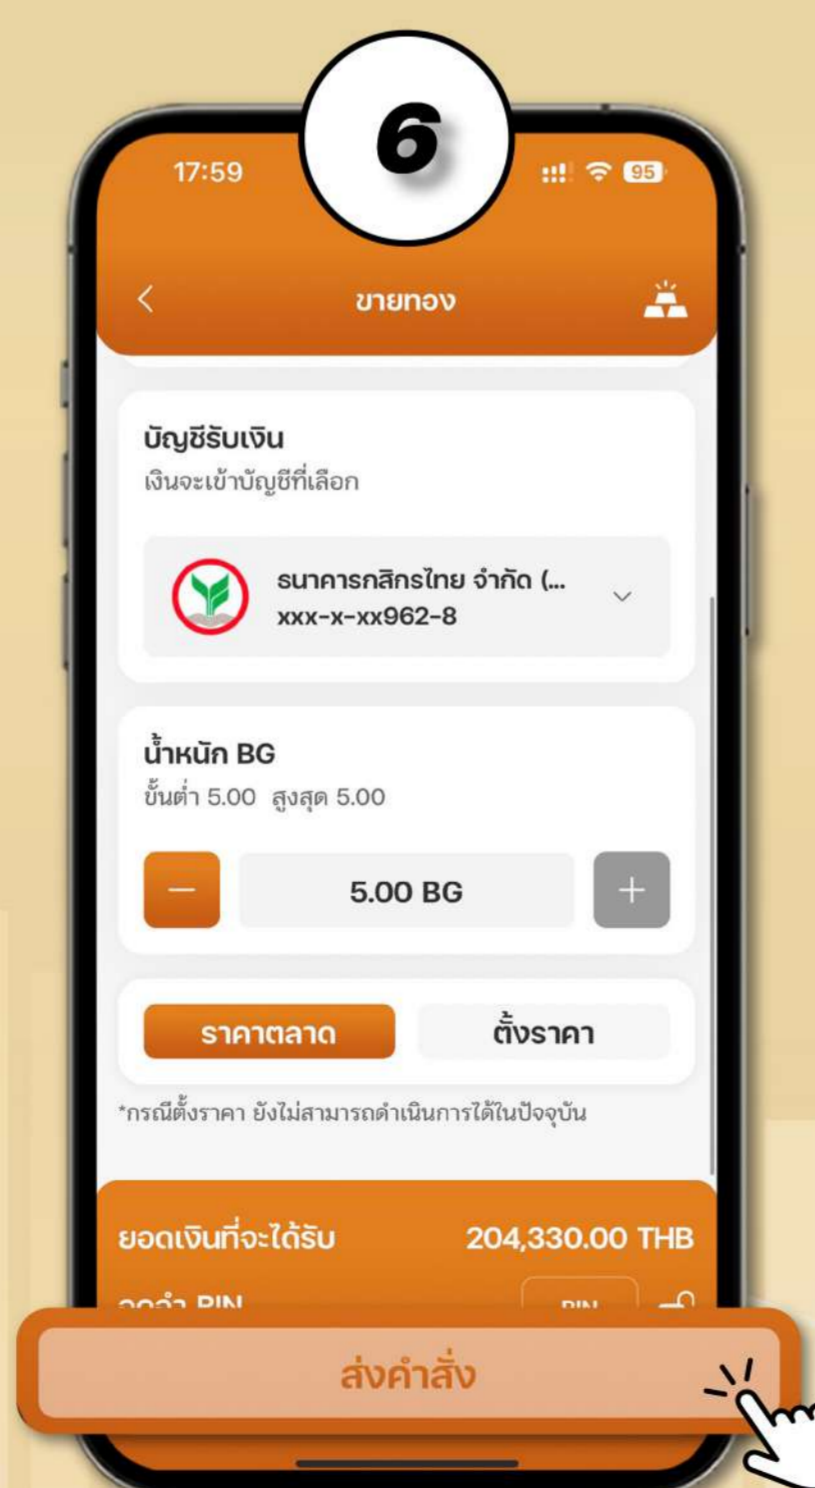 6
17:59
95
ขายทอง
บัญชีรับเงิน
เงินจะเข้าบัญชีที่เลือก
ธนาคารกสิกรไทย จำกัด (...
xxx-x-xx962-8
น้ำหนัก BG
ขั้นต่ำ 5.00 สูงสุด 5.00
5.00 BG
ราคาตลาด ตั้งราคา
*กรณีตั้งราคา ยังไม่สามารถดำเนินการได้ในปัจจุบัน
ยอดเงินที่จะได้รับ 204,330.00 THB
PIN PIN
ส่งคำสั่ง